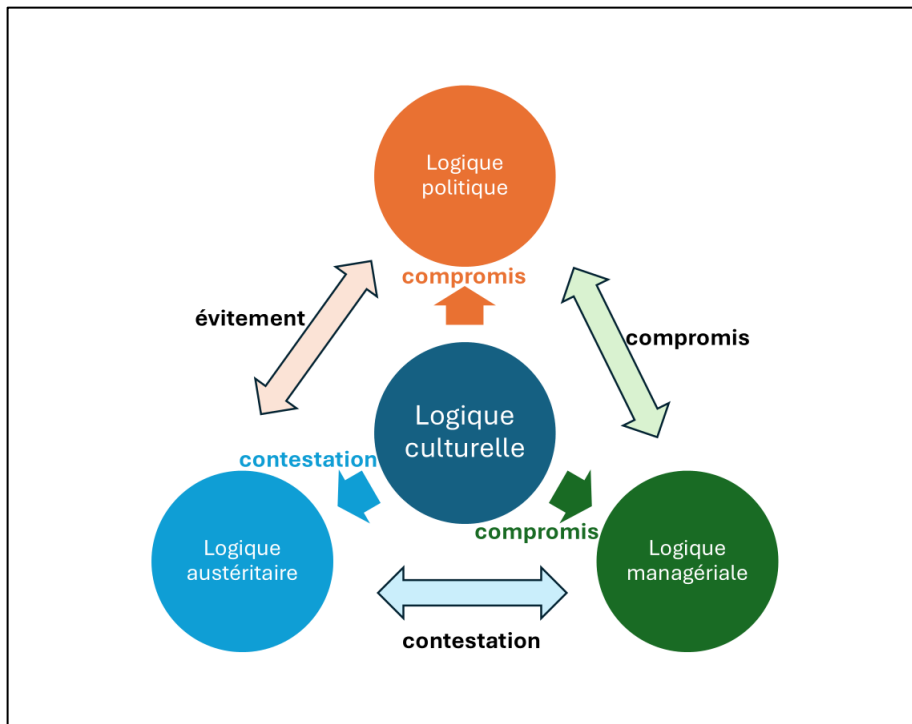 Logique
politique
compromis
évitement
compromis
Logique
culturelle
contestation
compromis
Logique
austéritaire
Logique
managériale
contestation